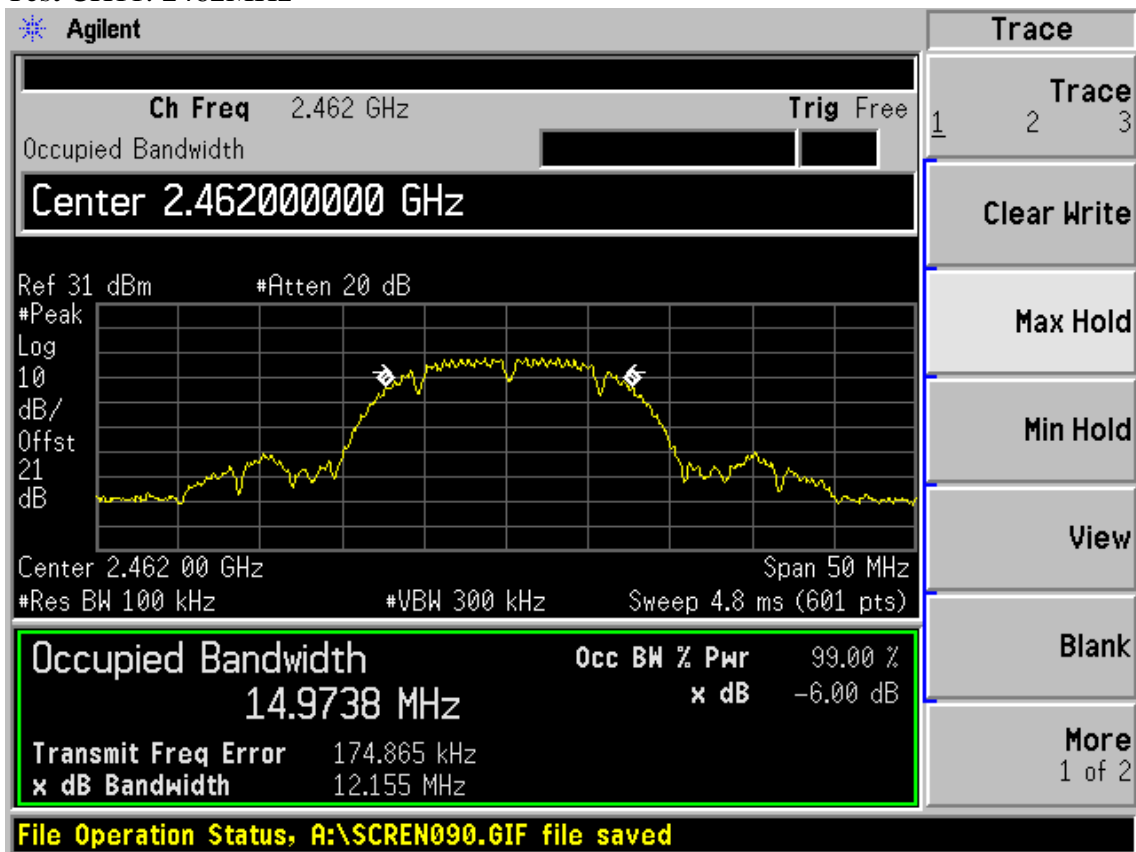 Agilent
Trace
Ch Freq 2.462 GHz Trig Free
Occupied Bandwidth
Center 2.462000000 GHz
Ref 31 dBm #Atten 20 dB
#Peak
Log
10
dB/
Offst
21
dB
Center 2.462 00 GHz Span 50 MHz
#Res BW 100 kHz #VBW 300 kHz Sweep 4.8 ms (601 pts)
Occupied Bandwidth Occ BW % Pwr 99.00 %
14.9738 MHz x dB -6.00 dB
Transmit Freq Error 174.865 kHz
x dB Bandwidth 12.155 MHz
File Operation Status, A:\SCREN090.GIF file saved
Trace
1 2 3
Clear Write
Max Hold
Min Hold
View
Blank
More
1 of 2